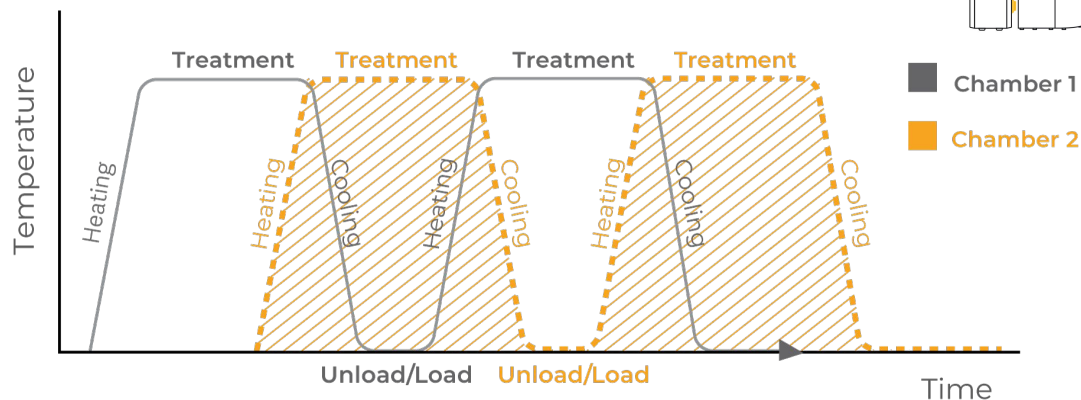 Treatment
Treatment
Treatment
Treatment
Chamber 1
Chamber 2
Temperature
Heating
Heating
Cooling
Heating
Cooling
Heating
Cooling
Cooling
Unload/Load
Unload/Load
Time